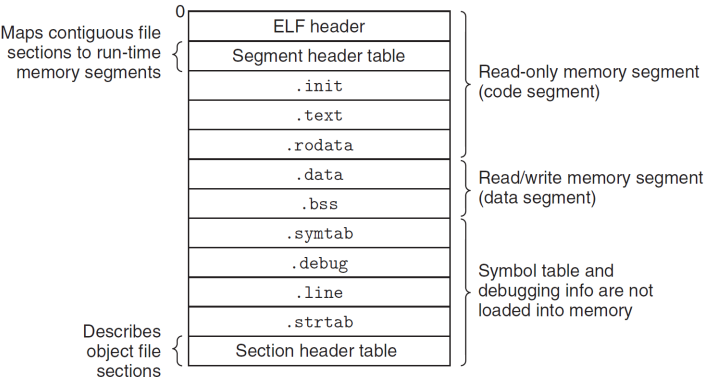 0
Maps contiguous file
sections to run-time
memory segments
ELF header
Segment header table
.init
.text
.rodata
Read-only memory segment
(code segment)
.data
.bss
Read/write memory segment
(data segment)
.symtab
.debug
.line
.strtab
Symbol table and
debugging info are not
loaded into memory
Describes
object file
sections
Section header table